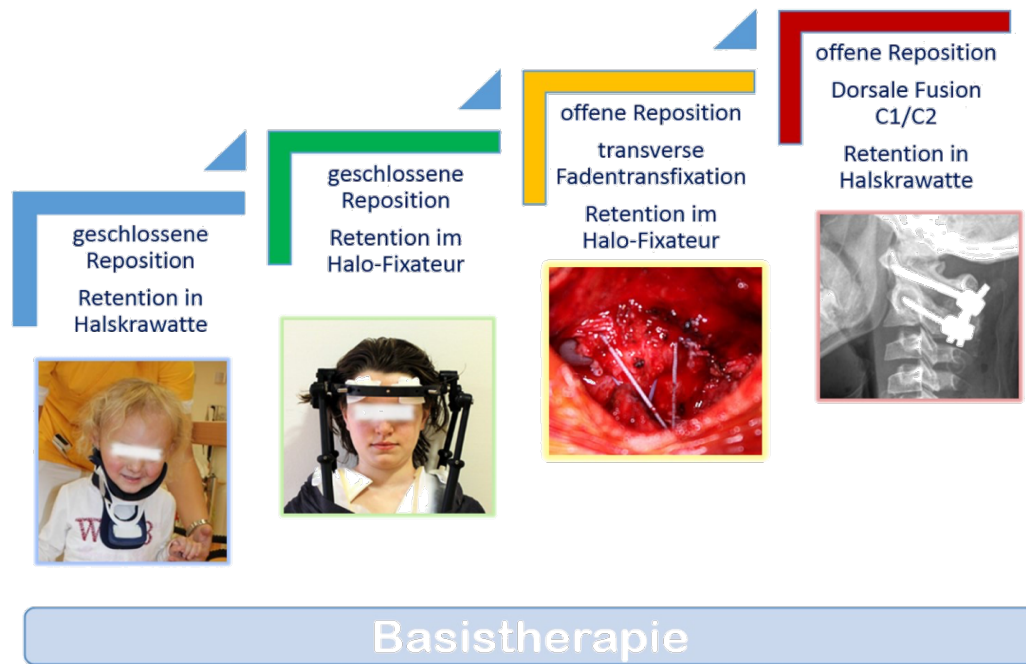 geschlossene
Reposition
Retention in
Halskrawatte
geschlossene
Reposition
Retention im
Halo-Fixateur
offene Reposition
transverse
Fadentransfixation
Retention im
Halo-Fixateur
offene Reposition
Dorsale Fusion
C1/C2
Retention in
Halskrawatte
Basistherapie